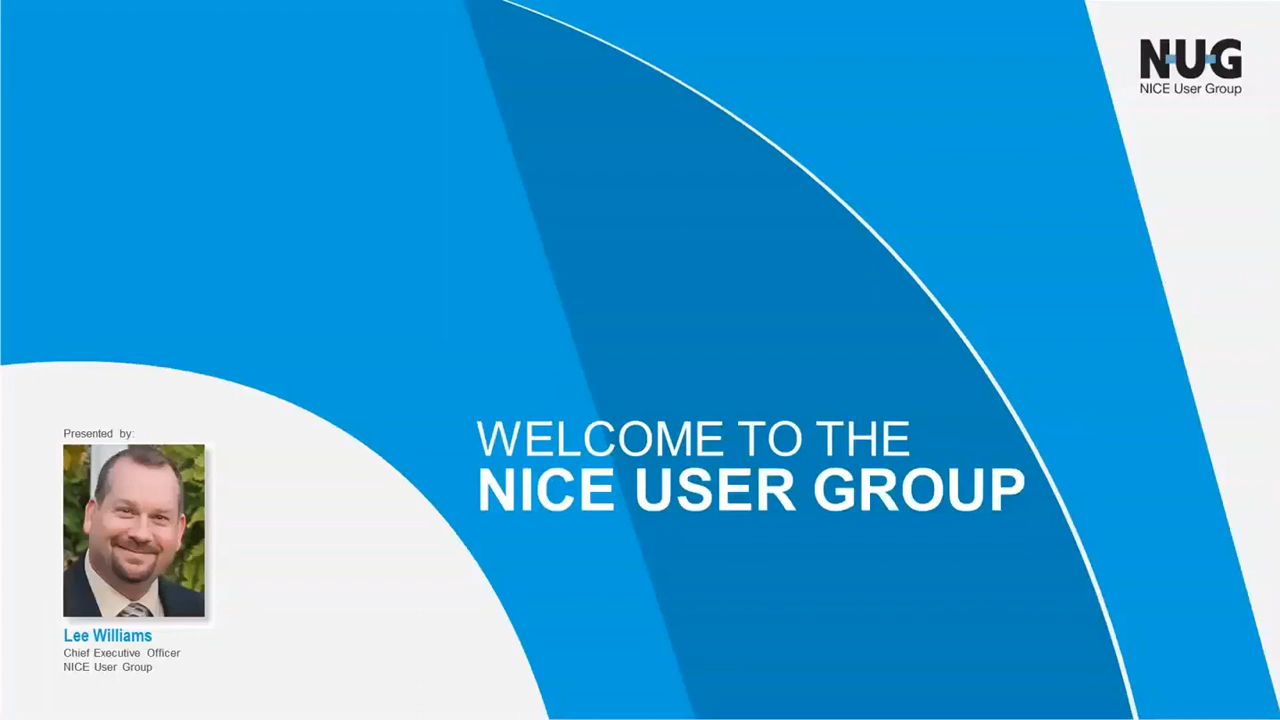 N-U-G
NICE User Group
WELCOME TO THE
NICE USER GROUP
Presented by:
Lee Williams
Chief Executive Officer
NICE User Group